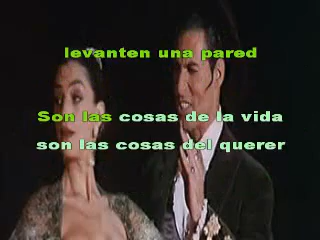 levanten una pared
Son las cosas de la vida
son las cosas del querer